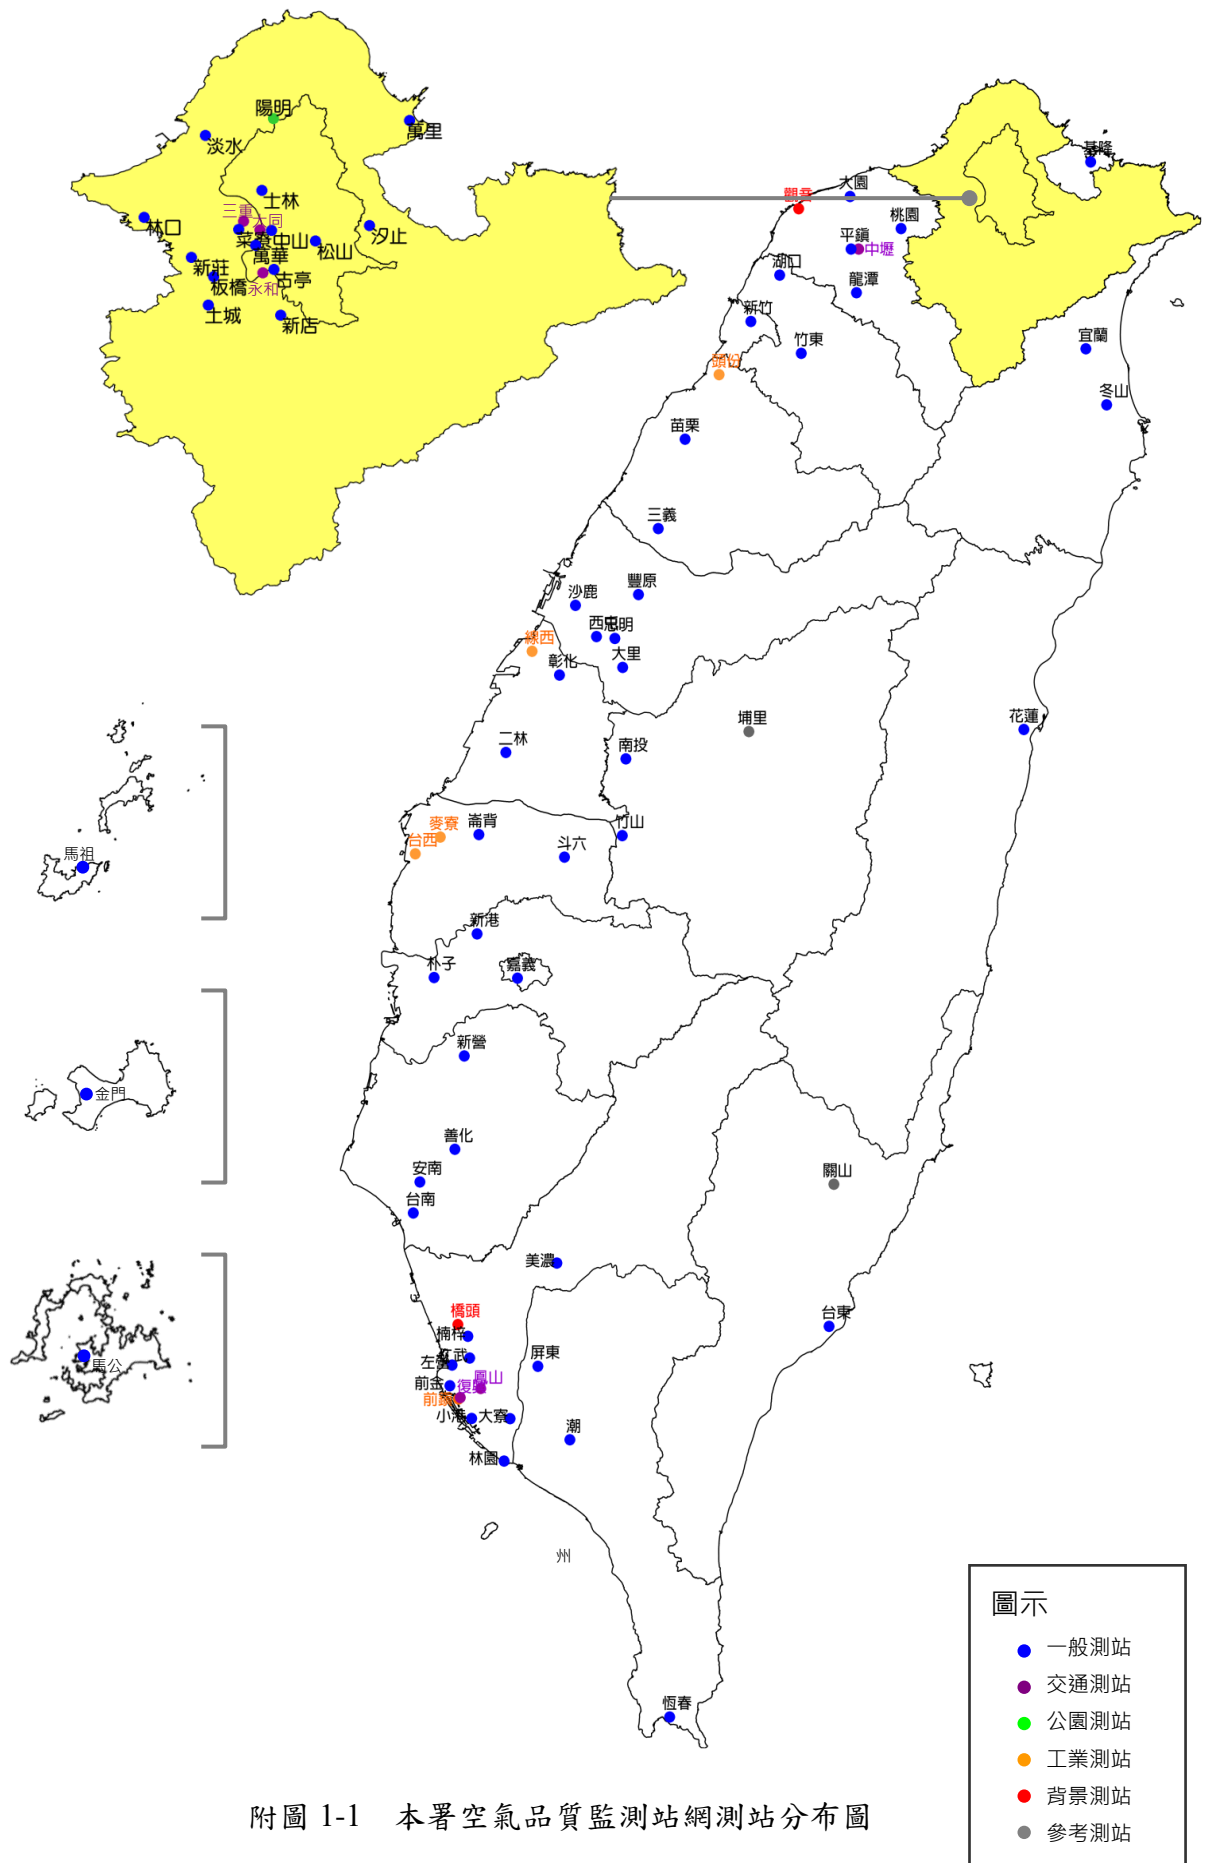 陽明
萬里
淡水
士林
三重
大同
林口
菜寮
中山
松山
汐止
萬華
新莊
板橋
永和
古亭
土城
新店
基隆
觀音
大園
桃園
平鎮
中壢
湖口
龍潭
新竹
竹東
宜蘭
頭份
冬山
苗栗
三義
豐原
沙鹿
西屯
忠明
線西
大里
彰化
花蓮
埔里
二林
南投
麥寮
崙背
竹山
台西
斗六
馬祖
新港
朴子
嘉義
新營
金門
善化
安南
關山
台南
美濃
橋頭
台東
楠梓
仁武
左營
屏東
馬公
鳳山
前金
復興
前鎮
小港
大寮
潮
林園
州
恆春
圖示
一般測站
交通測站
公園測站
工業測站
背景測站
參考測站
附圖 1-1 本署空氣品質監測站網測站分布圖